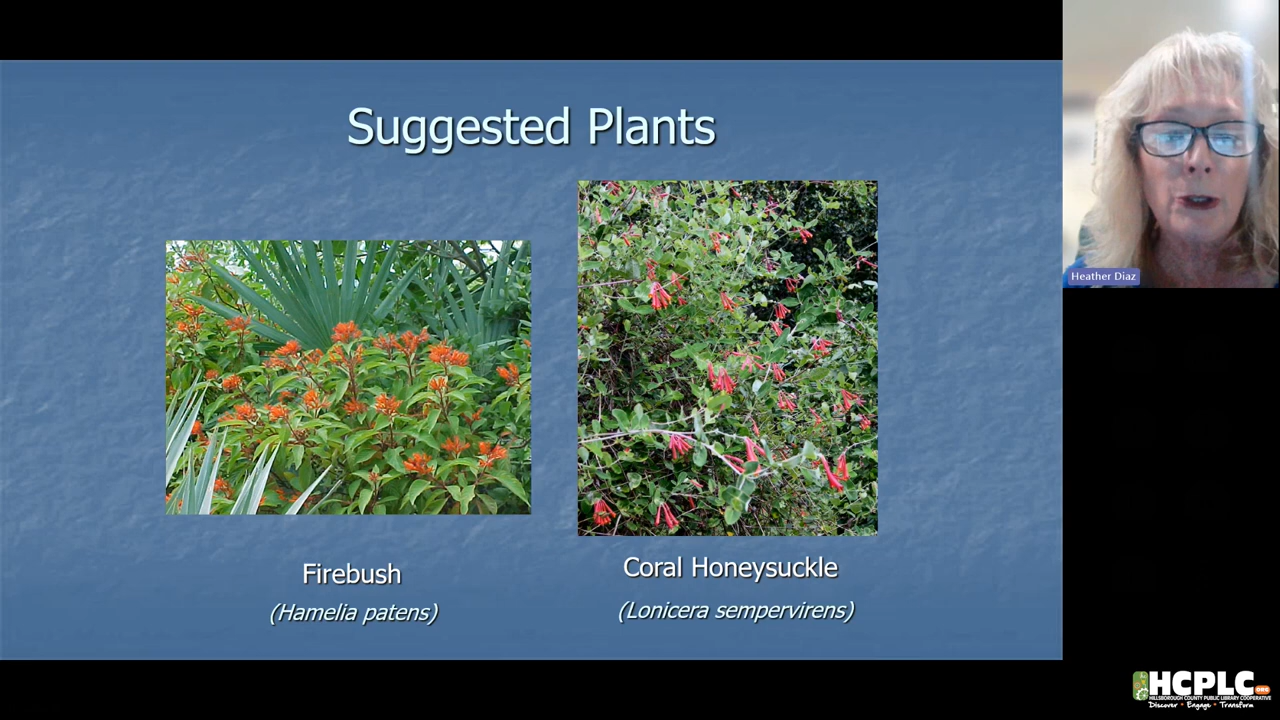 Suggested Plants
Heather Diaz
Firebush
(Hamelia patens)
Coral Honeysuckle
(Lonicera sempervirens)
HCPLC
HILLSBOROUGH COUNTY PUBLIC LIBRARY COOPERATIVE
Discover • Engage • Transform